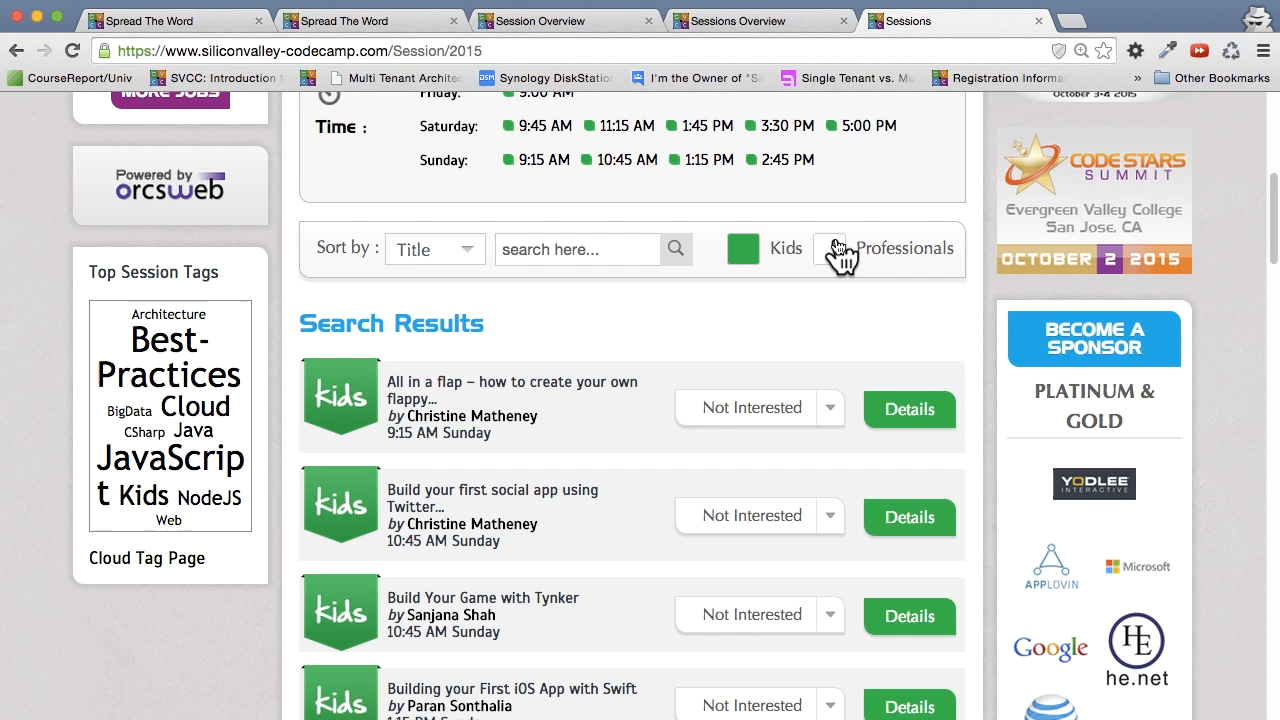 Spread The Word
Spread The Word
Session Overview
Sessions Overview
Sessions
https://www.siliconvalley-codecamp.com/Session/2015
CourseReport/Univ
SVCC: Introduction
Multi Tenant Architec
DSM
Synology DiskStatio
I'm the Owner of "Si
Single Tenant vs. Mu
Registration Informa
»
Other Bookmarks
MORE JOBS
Powered by
orcsweb
Top Session Tags
Architecture
Best-
Practices
BigData Cloud
CSharp Java
JavaScrip
t Kids NodeJS
Web
Cloud Tag Page
Time :
Friday: 9:00 AM
Saturday: 9:45 AM 11:15 AM 1:45 PM 3:30 PM 5:00 PM
Sunday: 9:15 AM 10:45 AM 1:15 PM 2:45 PM
Sort by : Title search here... Kids Professionals
Search Results
kids
All in a flap – how to create your own
flappy...
by Christine Matheney
9:15 AM Sunday
Not Interested
Details
kids
Build your first social app using
Twitter...
by Christine Matheney
10:45 AM Sunday
Not Interested
Details
kids
Build Your Game with Tynker
by Sanjana Shah
10:45 AM Sunday
Not Interested
Details
kids
Building your First iOS App with Swift
by Paran Sonthalia
1:15 PM Sunday
Not Interested
Details
October 3-4 2015
CODE STARS
SUMMIT
Evergreen Valley College
San Jose, CA
OCTOBER 2 2015
BECOME A
SPONSOR
PLATINUM &
GOLD
YODLEE
INTERACTIVE
APPLOVIN
Microsoft
Google
HE
he.net